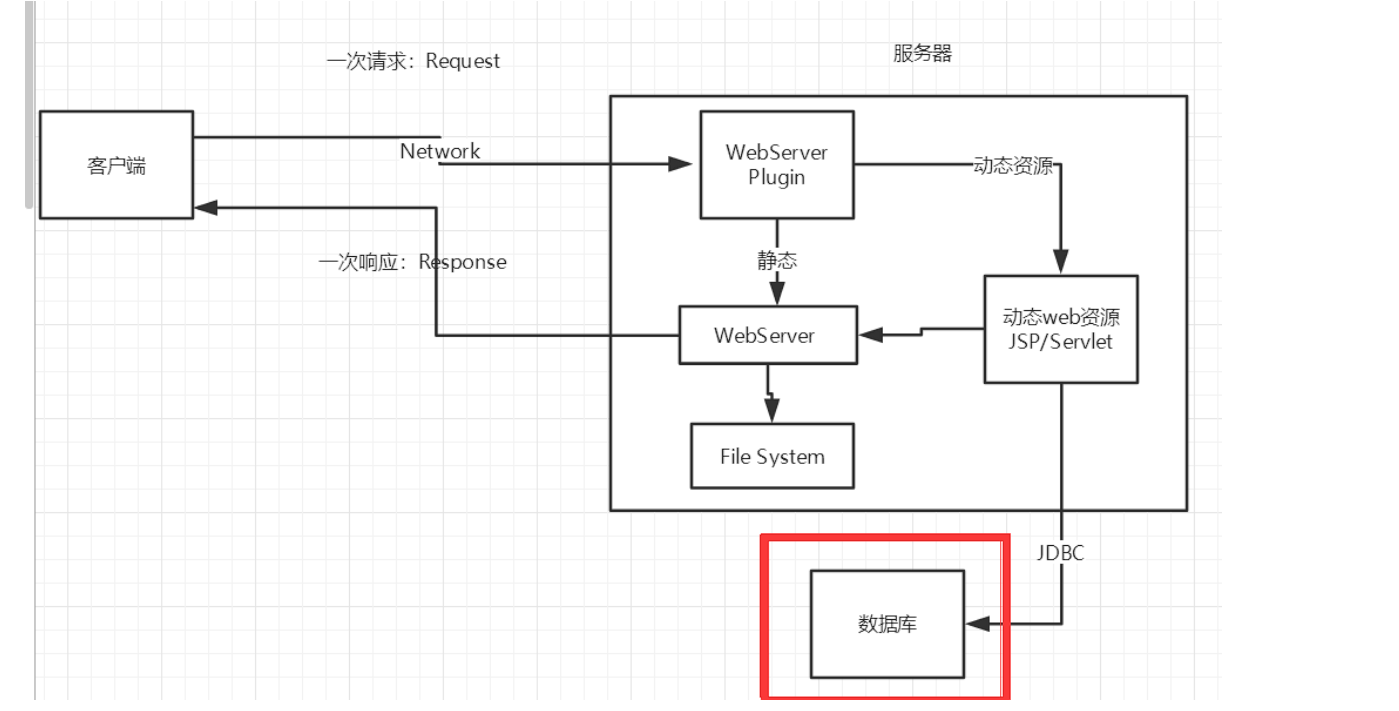 服务器
一次请求：Request
Network
客户端
WebServer
Plugin
动态资源
一次响应：Response
静态
动态web资源
JSP/Servlet
WebServer
File System
JDBC
数据库